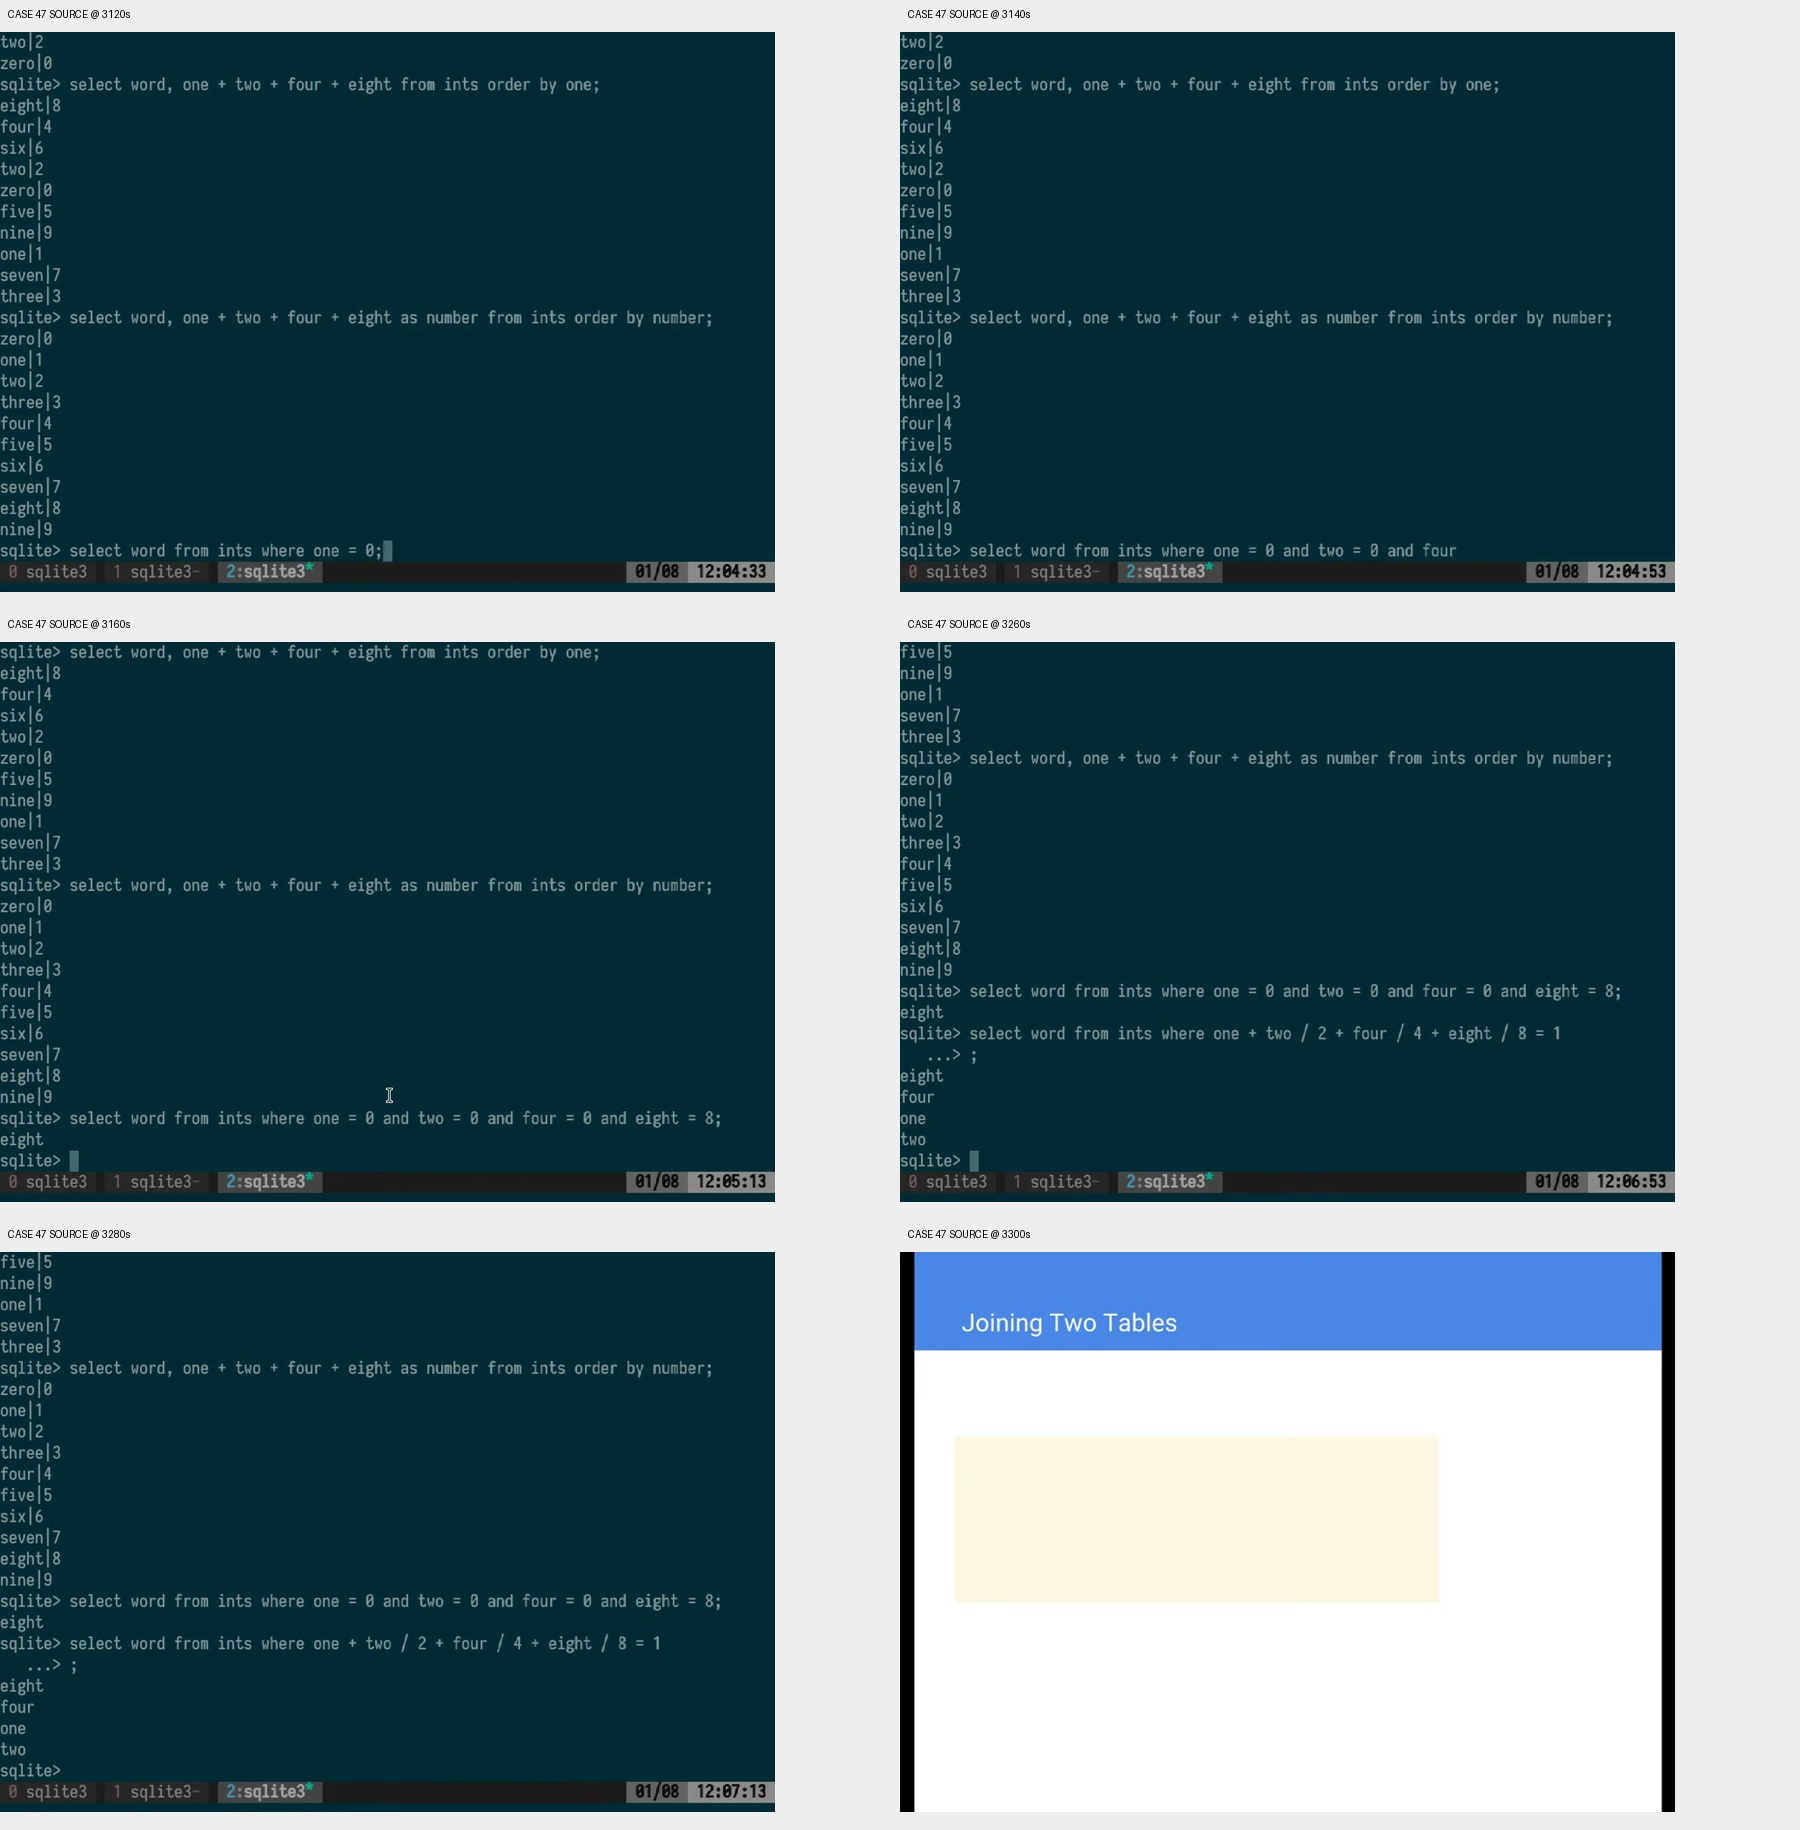 CASE 47 SOURCE @ 3120s
two|2
zero|0
sqlite> select word, one + two + four + eight from ints order by one;
eight|8
four|4
six|6
two|2
zero|0
five|5
nine|9
one|1
seven|7
three|3
sqlite> select word, one + two + four + eight as number from ints order by number;
zero|0
one|1
two|2
three|3
four|4
five|5
six|6
seven|7
eight|8
nine|9
sqlite> select word from ints where one = 0;
0 sqlite3 1 sqlite3- 2:sqlite3* 01/08 12:04:33
CASE 47 SOURCE @ 3140s
two|2
zero|0
sqlite> select word, one + two + four + eight from ints order by one;
eight|8
four|4
six|6
two|2
zero|0
five|5
nine|9
one|1
seven|7
three|3
sqlite> select word, one + two + four + eight as number from ints order by number;
zero|0
one|1
two|2
three|3
four|4
five|5
six|6
seven|7
eight|8
nine|9
sqlite> select word from ints where one = 0 and two = 0 and four
0 sqlite3 1 sqlite3- 2:sqlite3* 01/08 12:04:53
CASE 47 SOURCE @ 3160s
sqlite> select word, one + two + four + eight from ints order by one;
eight|8
four|4
six|6
two|2
zero|0
five|5
nine|9
one|1
seven|7
three|3
sqlite> select word, one + two + four + eight as number from ints order by number;
zero|0
one|1
two|2
three|3
four|4
five|5
six|6
seven|7
eight|8
nine|9
sqlite> select word from ints where one = 0 and two = 0 and four = 0 and eight = 8;
eight
sqlite>
0 sqlite3 1 sqlite3- 2:sqlite3* 01/08 12:05:13
CASE 47 SOURCE @ 3260s
five|5
nine|9
one|1
seven|7
three|3
sqlite> select word, one + two + four + eight as number from ints order by number;
zero|0
one|1
two|2
three|3
four|4
five|5
six|6
seven|7
eight|8
nine|9
sqlite> select word from ints where one = 0 and two = 0 and four = 0 and eight = 8;
eight
sqlite> select word from ints where one + two / 2 + four / 4 + eight / 8 = 1
...> ;
eight
four
one
two
sqlite>
0 sqlite3 1 sqlite3- 2:sqlite3* 01/08 12:06:53
CASE 47 SOURCE @ 3280s
five|5
nine|9
one|1
seven|7
three|3
sqlite> select word, one + two + four + eight as number from ints order by number;
zero|0
one|1
two|2
three|3
four|4
five|5
six|6
seven|7
eight|8
nine|9
sqlite> select word from ints where one = 0 and two = 0 and four = 0 and eight = 8;
eight
sqlite> select word from ints where one + two / 2 + four / 4 + eight / 8 = 1
...> ;
eight
four
one
two
sqlite>
0 sqlite3 1 sqlite3- 2:sqlite3* 01/08 12:07:13
CASE 47 SOURCE @ 3300s
Joining Two Tables